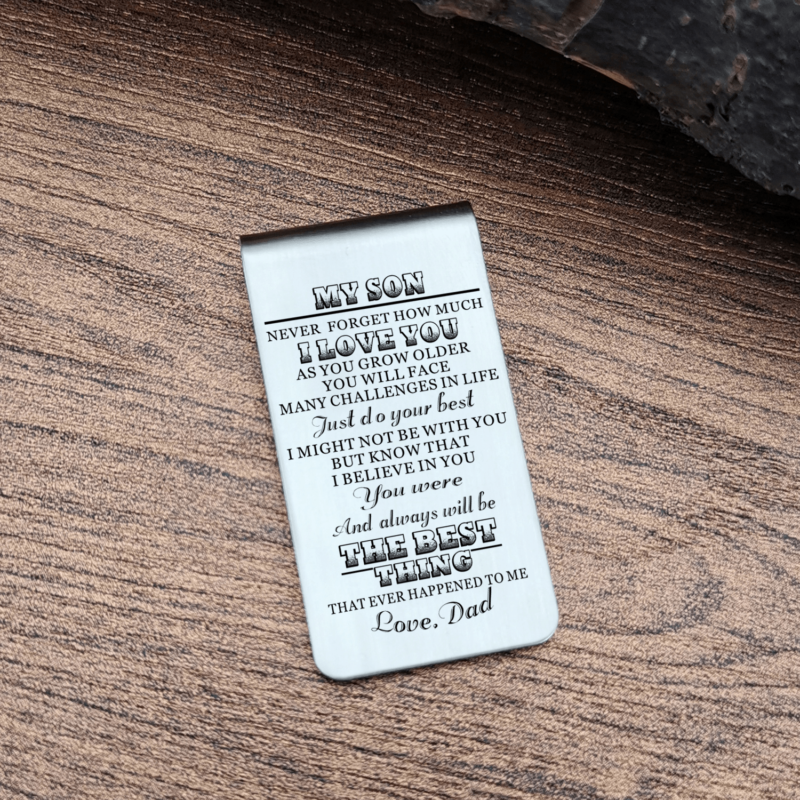 MY SON
NEVER FORGET HOW MUCH
I LOVE YOU
AS YOU GROW OLDER
YOU WILL FACE
MANY CHALLENGES IN LIFE
Just do your best
I MIGHT NOT BE WITH YOU
BUT KNOW THAT
I BELIEVE IN YOU
You were
And always will be
THE BEST
THING
THAT EVER HAPPENED TO ME
Love, Dad